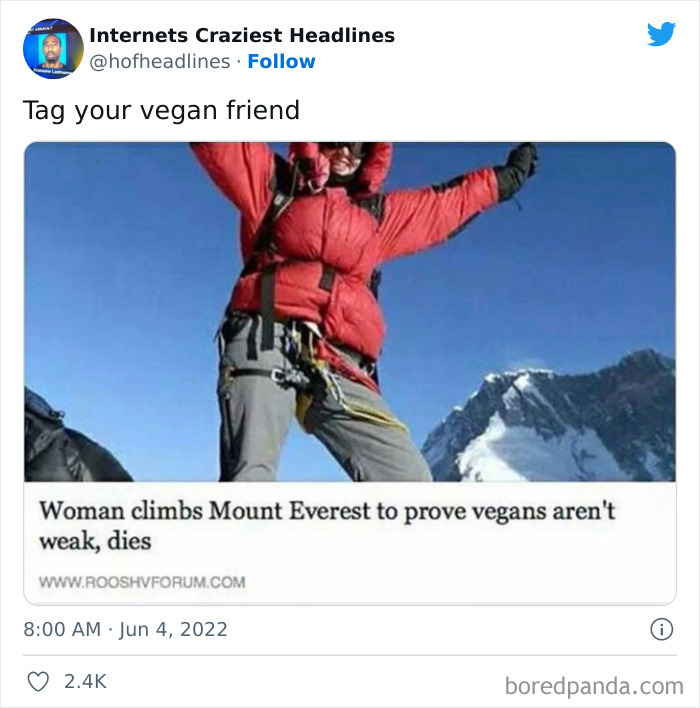 Internets Craziest Headlines
@hofheadlines · Follow
Tag your vegan friend
Woman climbs Mount Everest to prove vegans aren't
weak, dies
WWW.ROOSHVFORUM.COM
8:00 AM · Jun 4, 2022
2.4K
boredpanda.com